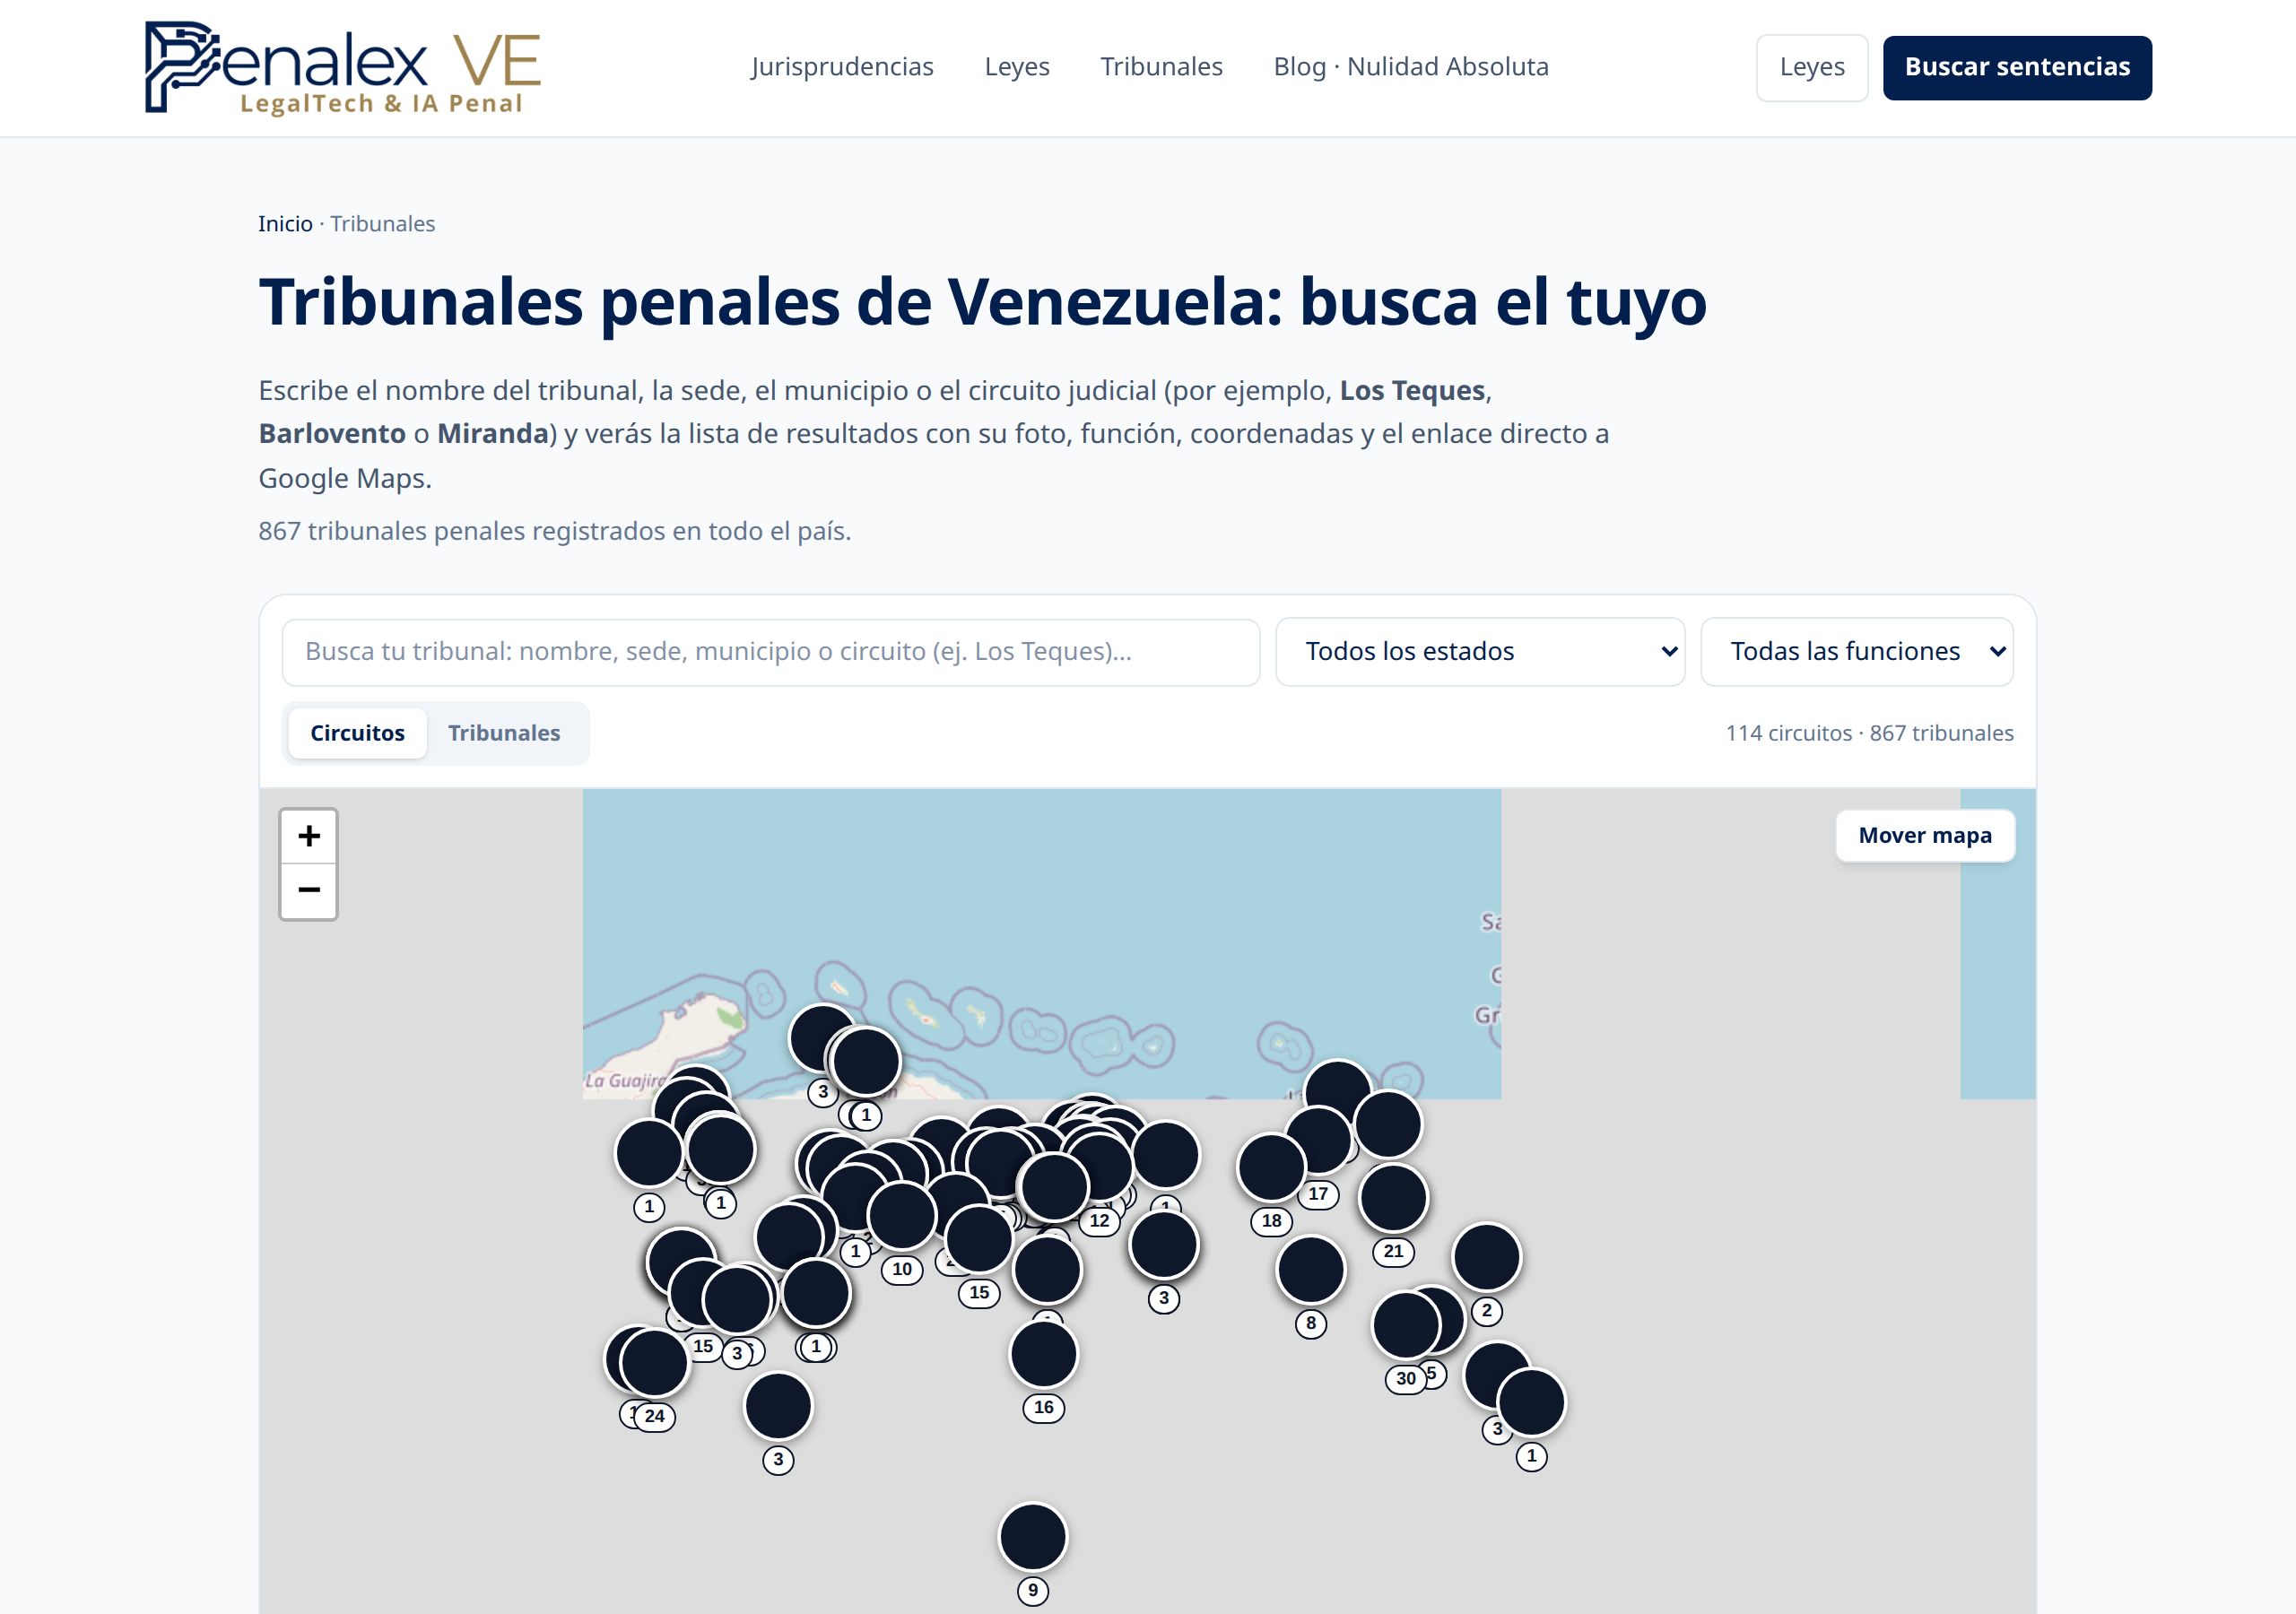 Penalex VE
LegalTech & IA Penal
Jurisprudencias
Leyes
Tribunales
Blog · Nulidad Absoluta
Leyes
Buscar sentencias
Inicio · Tribunales
Tribunales penales de Venezuela: busca el tuyo
Escribe el nombre del tribunal, la sede, el municipio o el circuito judicial (por ejemplo, Los Teques,
Barlovento o Miranda) y verás la lista de resultados con su foto, función, coordenadas y el enlace directo a
Google Maps.
867 tribunales penales registrados en todo el país.
Busca tu tribunal: nombre, sede, municipio o circuito (ej. Los Teques)...
Todos los estados
Todas las funciones
Circuitos
Tribunales
114 circuitos · 867 tribunales
+
−
Mover mapa
La Guajira
3
1
1
1
17
18
12
1
10
21
15
3
2
8
15
3
1
30
5
16
24
3
3
1
9